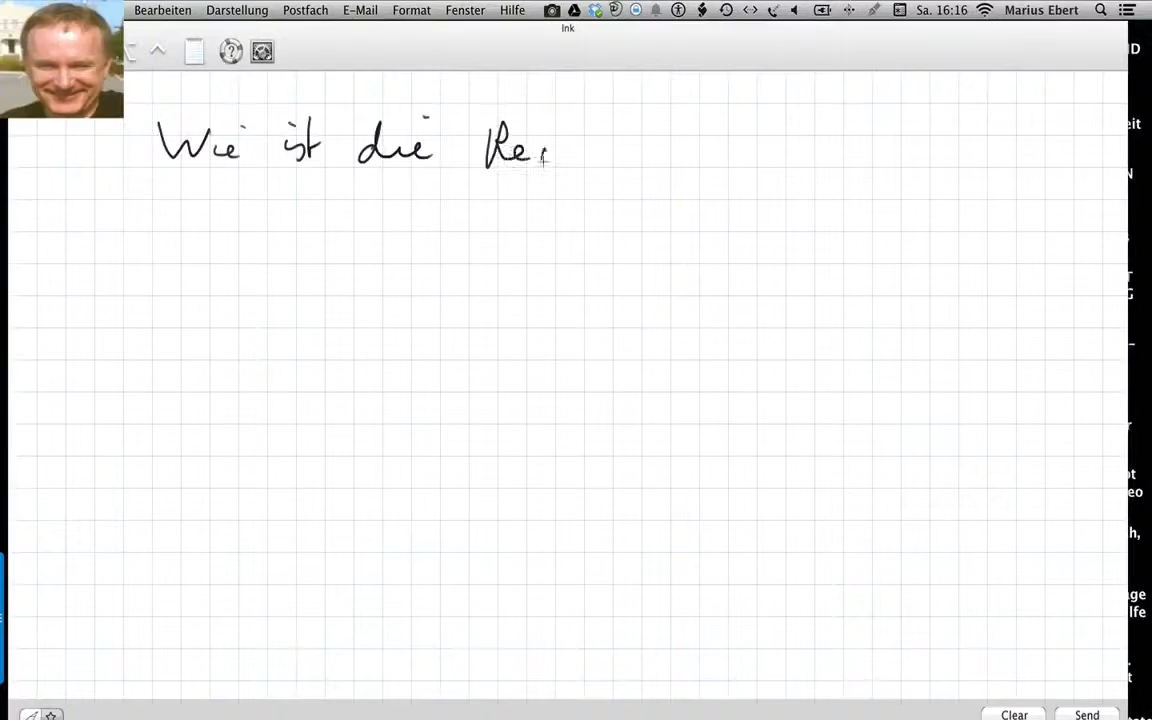 Bearbeiten Darstellung Postfach E-Mail Format Fenster Hilfe Sa. 16:16 Marius Ebert
Ink
Wie ist die Re
Clear Send